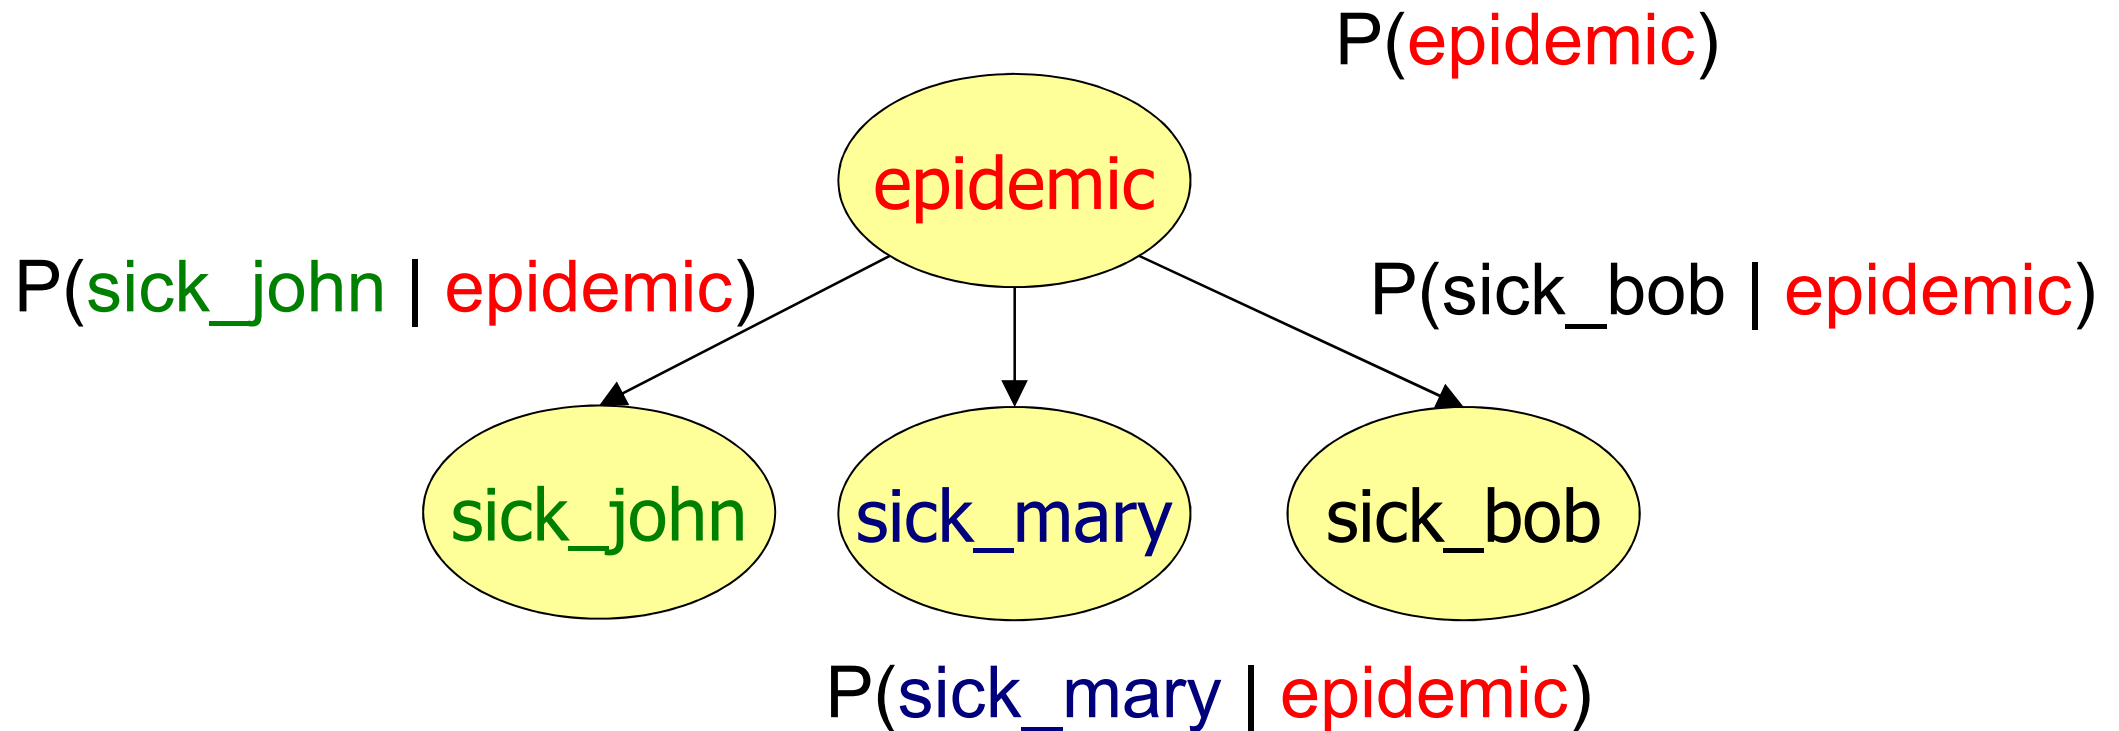 P(epidemic)
epidemic
P(sick_john | epidemic)
P(sick_bob | epidemic)
sick_john
sick_mary
sick_bob
P(sick_mary | epidemic)